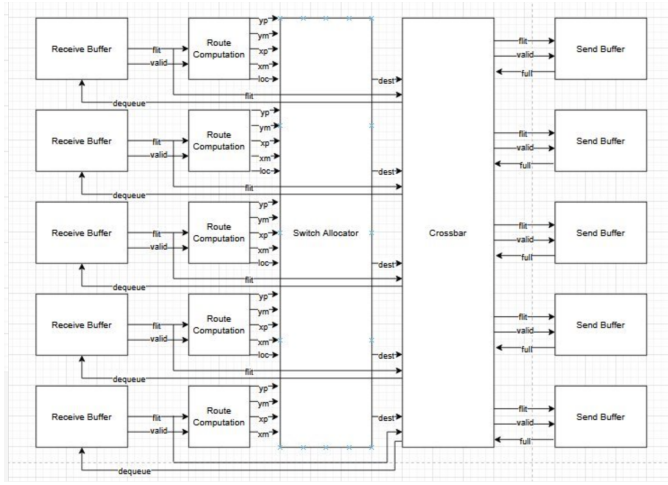 Receive Buffer
flit
valid
Route
Computation
yp
ym
xp
xm
loc
dest
flit
dequeue
flit
valid
full
Send Buffer
Receive Buffer
flit
valid
Route
Computation
yp
ym
xp
xm
loc
dest
flit
dequeue
flit
valid
full
Send Buffer
Receive Buffer
flit
valid
Route
Computation
yp
ym
xp
xm
loc
Switch Allocator
dest
Crossbar
flit
dequeue
flit
valid
full
Send Buffer
Receive Buffer
flit
valid
Route
Computation
yp
ym
xp
xm
loc
dest
flit
dequeue
flit
valid
full
Send Buffer
Receive Buffer
flit
valid
Route
Computation
yp
ym
xp
xm
dest
dequeue
flit
valid
full
Send Buffer